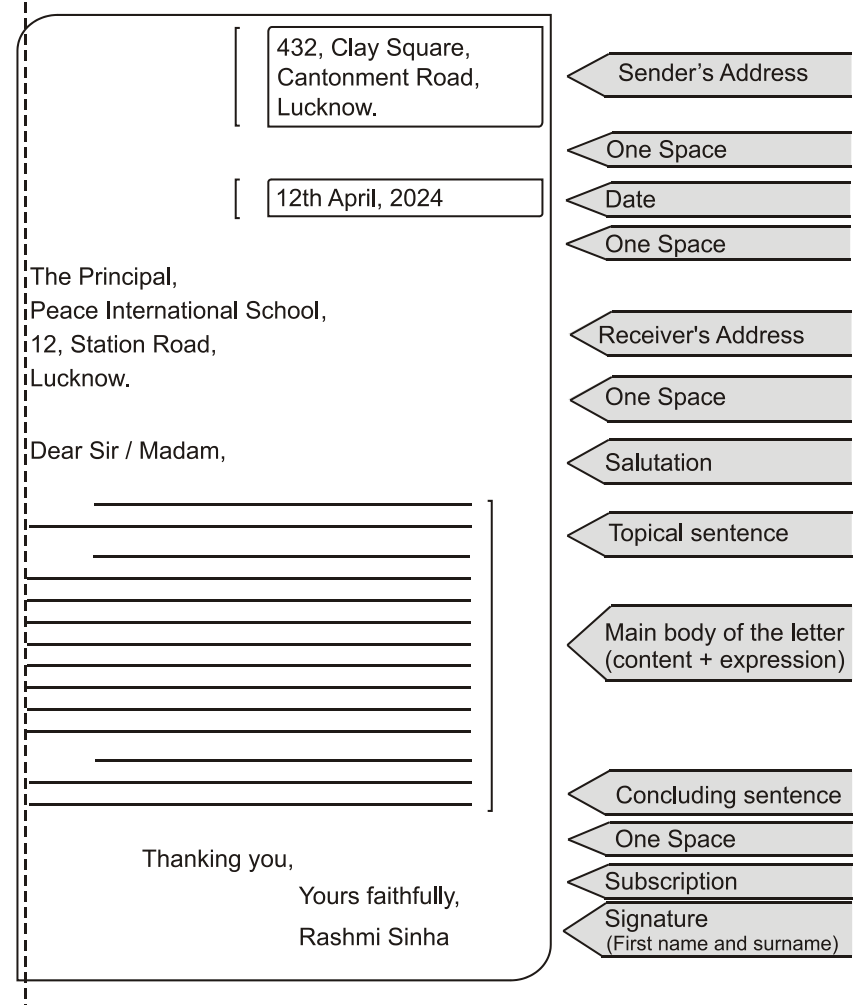 432, Clay Square,
Cantonment Road,
Lucknow.
Sender's Address
One Space
12th April, 2024
Date
One Space
The Principal,
Peace International School,
12, Station Road,
Lucknow.
Receiver's Address
One Space
Dear Sir / Madam,
Salutation
Topical sentence
Main body of the letter
(content + expression)
Concluding sentence
One Space
Thanking you,
Yours faithfully,
Subscription
Rashmi Sinha
Signature
(First name and surname)